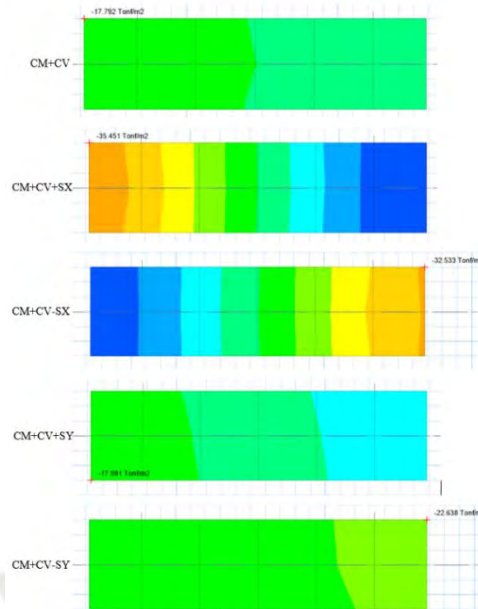 -17.792 Tonf/m2
CM+CV
-35.451 Tonf/m2
CM+CV+SX
-32.533 Tonf/m
CM+CV-SX
CM+CV+SY
-17.991 Tonf/m2
-22.638 Tonf/m
CM+CV-SY